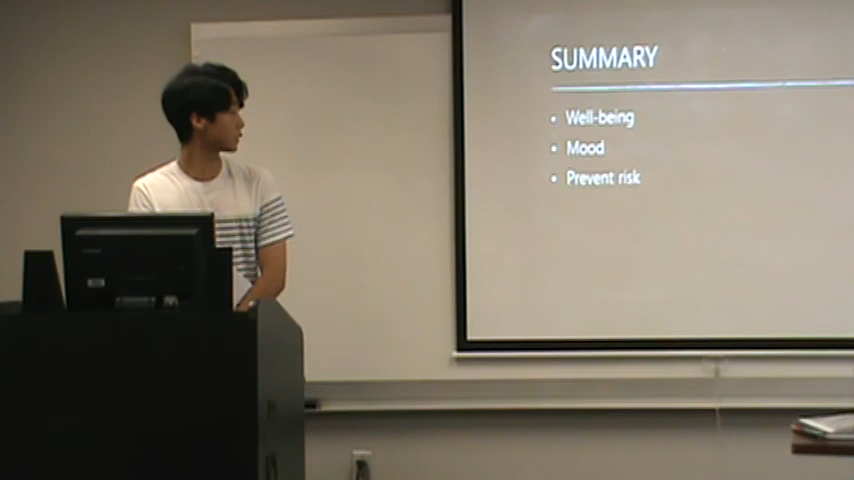 SUMMARY
• Well-being
• Mood
• Prevent risk